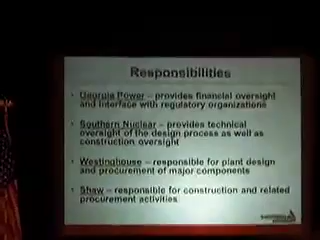 Responsibilities
• Georgia Power – provides financial oversight
and interface with regulatory organizations
• Southern Nuclear – provides technical
oversight of the design process as well as
construction oversight
• Westinghouse – responsible for plant design
and procurement of major components
• Shaw – responsible for construction and related
procurement activities